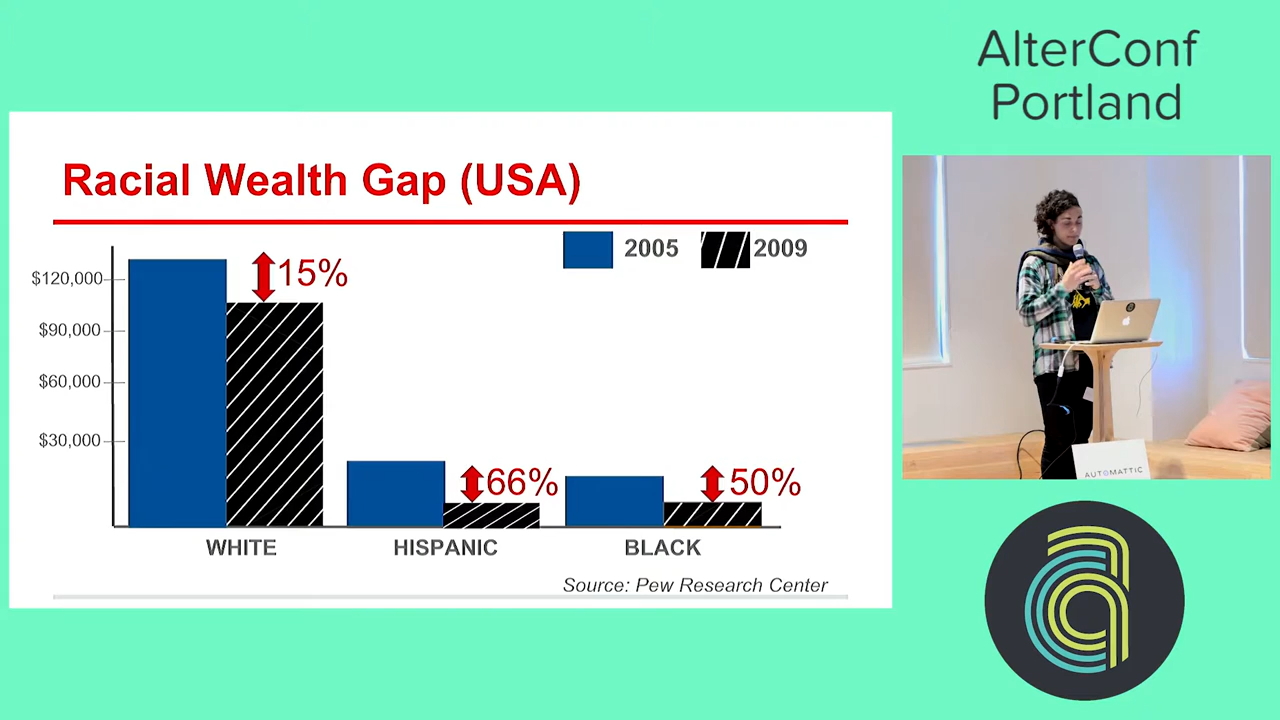 AlterConf
Portland
Racial Wealth Gap (USA)
2005
2009
$120,000
$90,000
$60,000
$30,000
15%
66%
50%
WHITE
HISPANIC
BLACK
Source: Pew Research Center
AUTOMATTIC